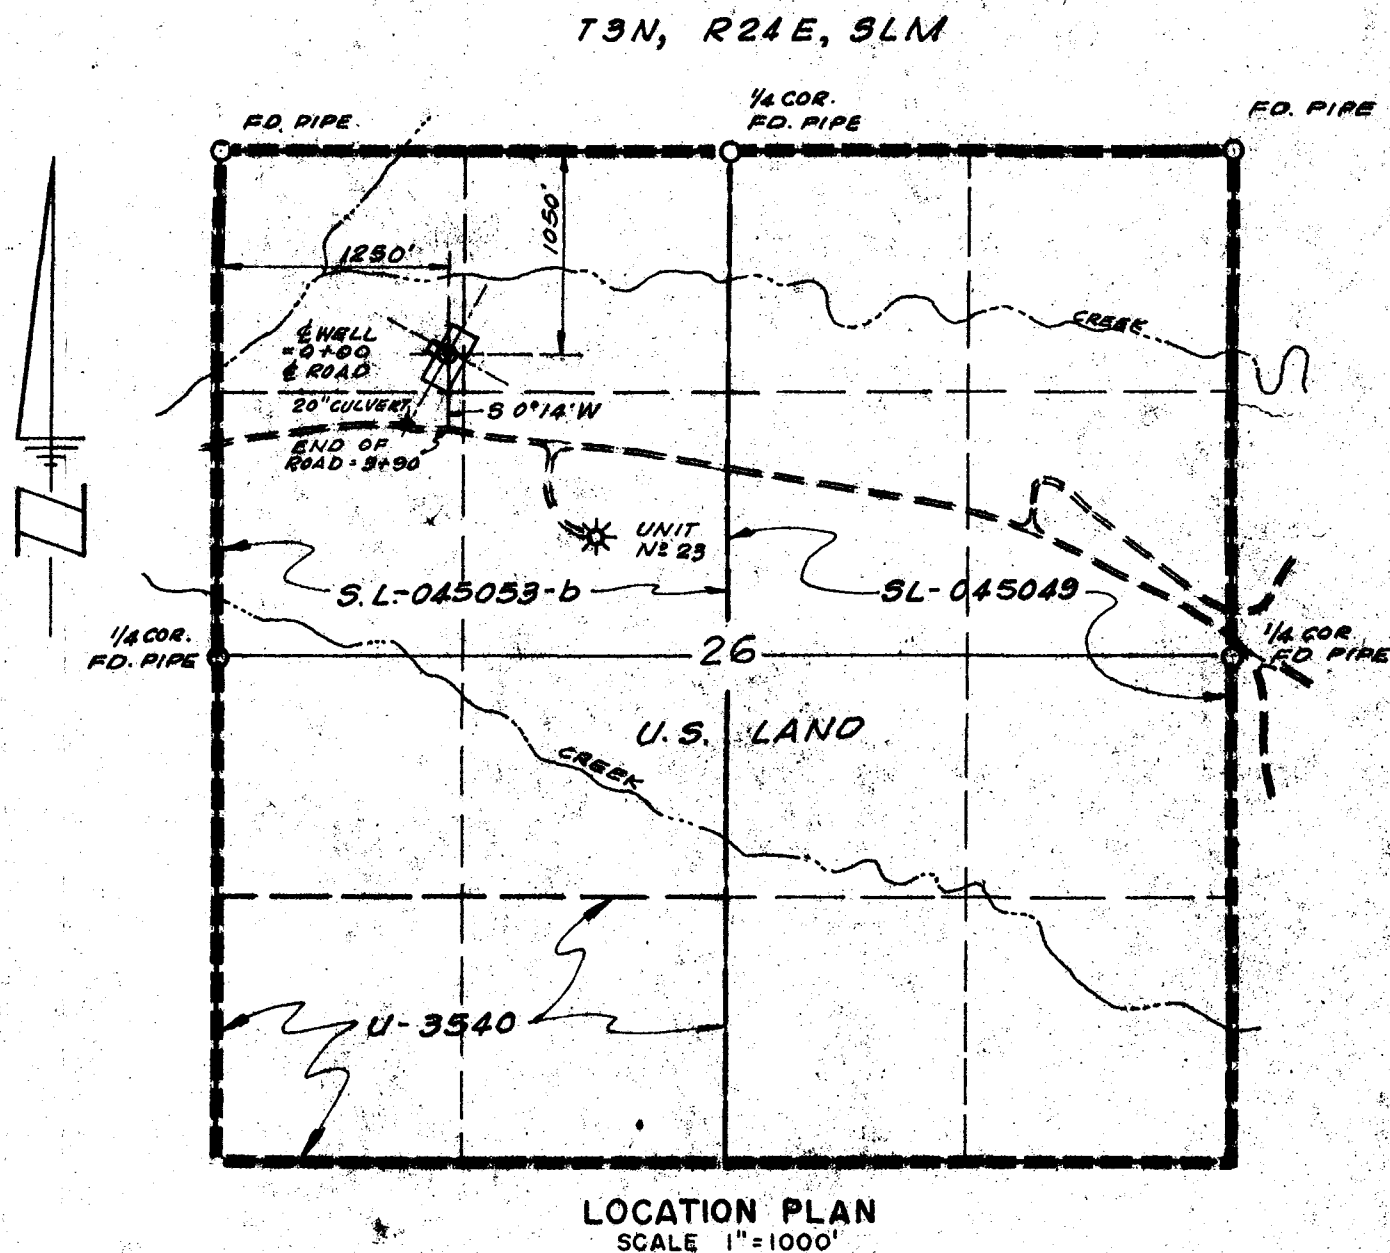 T3N, R24E, SLM
FD. PIPE
1/4 COR.
FD. PIPE
FD. PIPE
1250'
1050'
CREEK
℄ WELL
= 0+00
℄ ROAD
20" CULVERT
S 0°14' W
END OF
ROAD = 3+90
UNIT
Nº 23
S.L.-045053-b
SL-045049
1/4 COR.
FD. PIPE
26
1/4 COR
FD PIPE
U.S. LAND
CREEK
U-3540
N
LOCATION PLAN
SCALE 1"=1000'